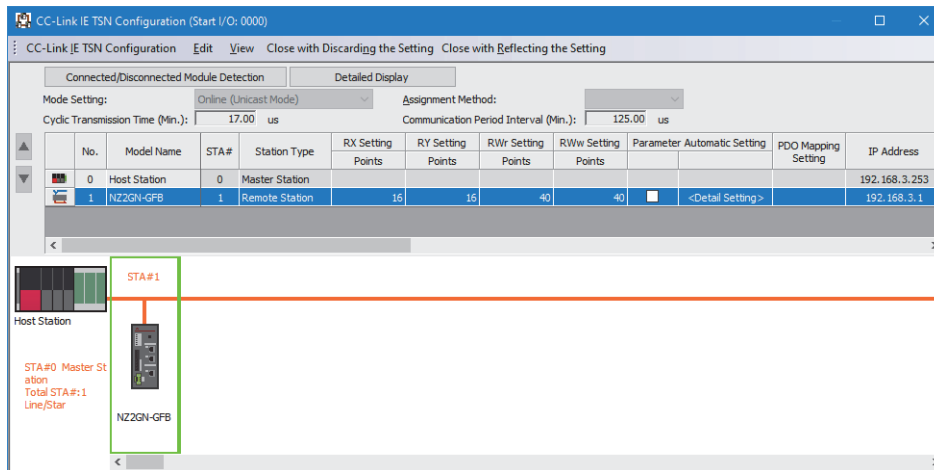 CC-Link IE TSN Configuration (Start I/O: 0000)
CC-Link IE TSN Configuration Edit View Close with Discarding the Setting Close with Reflecting the Setting
Connected/Disconnected Module Detection Detailed Display
Mode Setting: Online (Unicast Mode) Assignment Method:
Cyclic Transmission Time (Min.): 17.00 us Communication Period Interval (Min.): 125.00 us
No. Model Name STA# Station Type RX Setting RY Setting RWr Setting RWw Setting Parameter Automatic Setting PDO Mapping Setting IP Address
Points Points Points Points
0 Host Station 0 Master Station 192.168.3.253
1 NZ2GN-GFB 1 Remote Station 16 16 40 40 <Detail Setting> 192.168.3.1
STA#1
Host Station
STA#0 Master St
ation
Total STA#:1
Line/Star
NZ2GN-GFB